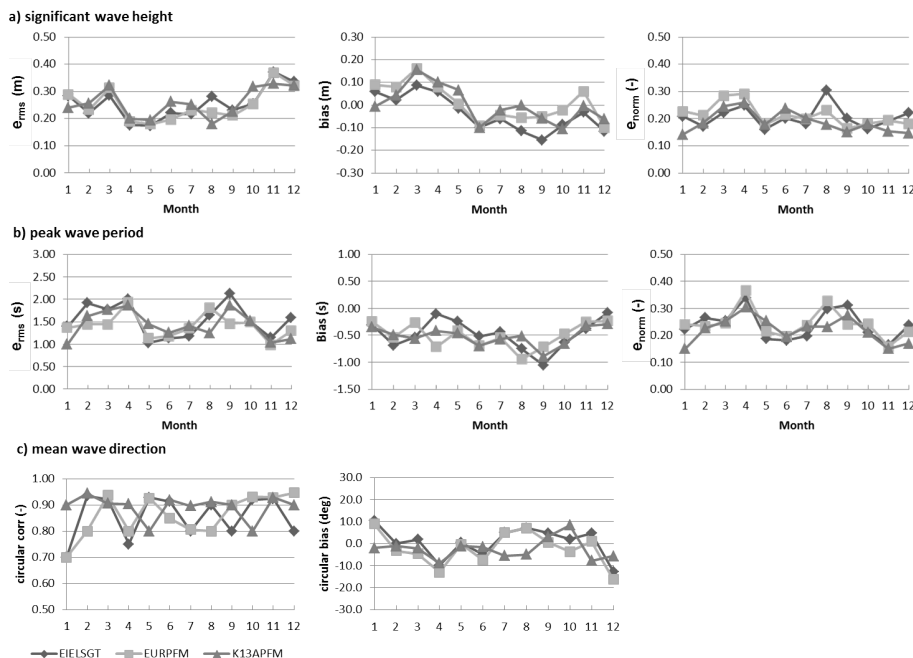 a) significant wave height
0.50
0.40
0.30
0.20
0.10
0.00
erms (m)
1 2 3 4 5 6 7 8 9 10 11 12
Month
0.30
0.20
0.10
0.00
-0.10
-0.20
-0.30
bias (m)
1 2 3 4 5 6 7 8 9 10 11 12
Month
0.50
0.40
0.30
0.20
0.10
0.00
enorm (-)
1 2 3 4 5 6 7 8 9 10 11 12
Month
b) peak wave period
3.00
2.50
2.00
1.50
1.00
0.50
0.00
erms (s)
1 2 3 4 5 6 7 8 9 10 11 12
Month
1.00
0.50
0.00
-0.50
-1.00
-1.50
Bias (s)
1 2 3 4 5 6 7 8 9 10 11 12
Month
0.50
0.40
0.30
0.20
0.10
0.00
enorm (-)
1 2 3 4 5 6 7 8 9 10 11 12
Month
c) mean wave direction
1.00
0.90
0.80
0.70
0.60
0.50
circular corr (-)
1 2 3 4 5 6 7 8 9 10 11 12
30.0
20.0
10.0
0.0
-10.0
-20.0
-30.0
circular bias (deg)
1 2 3 4 5 6 7 8 9 10 11 12
EIELSGT EURPFM K13APFM